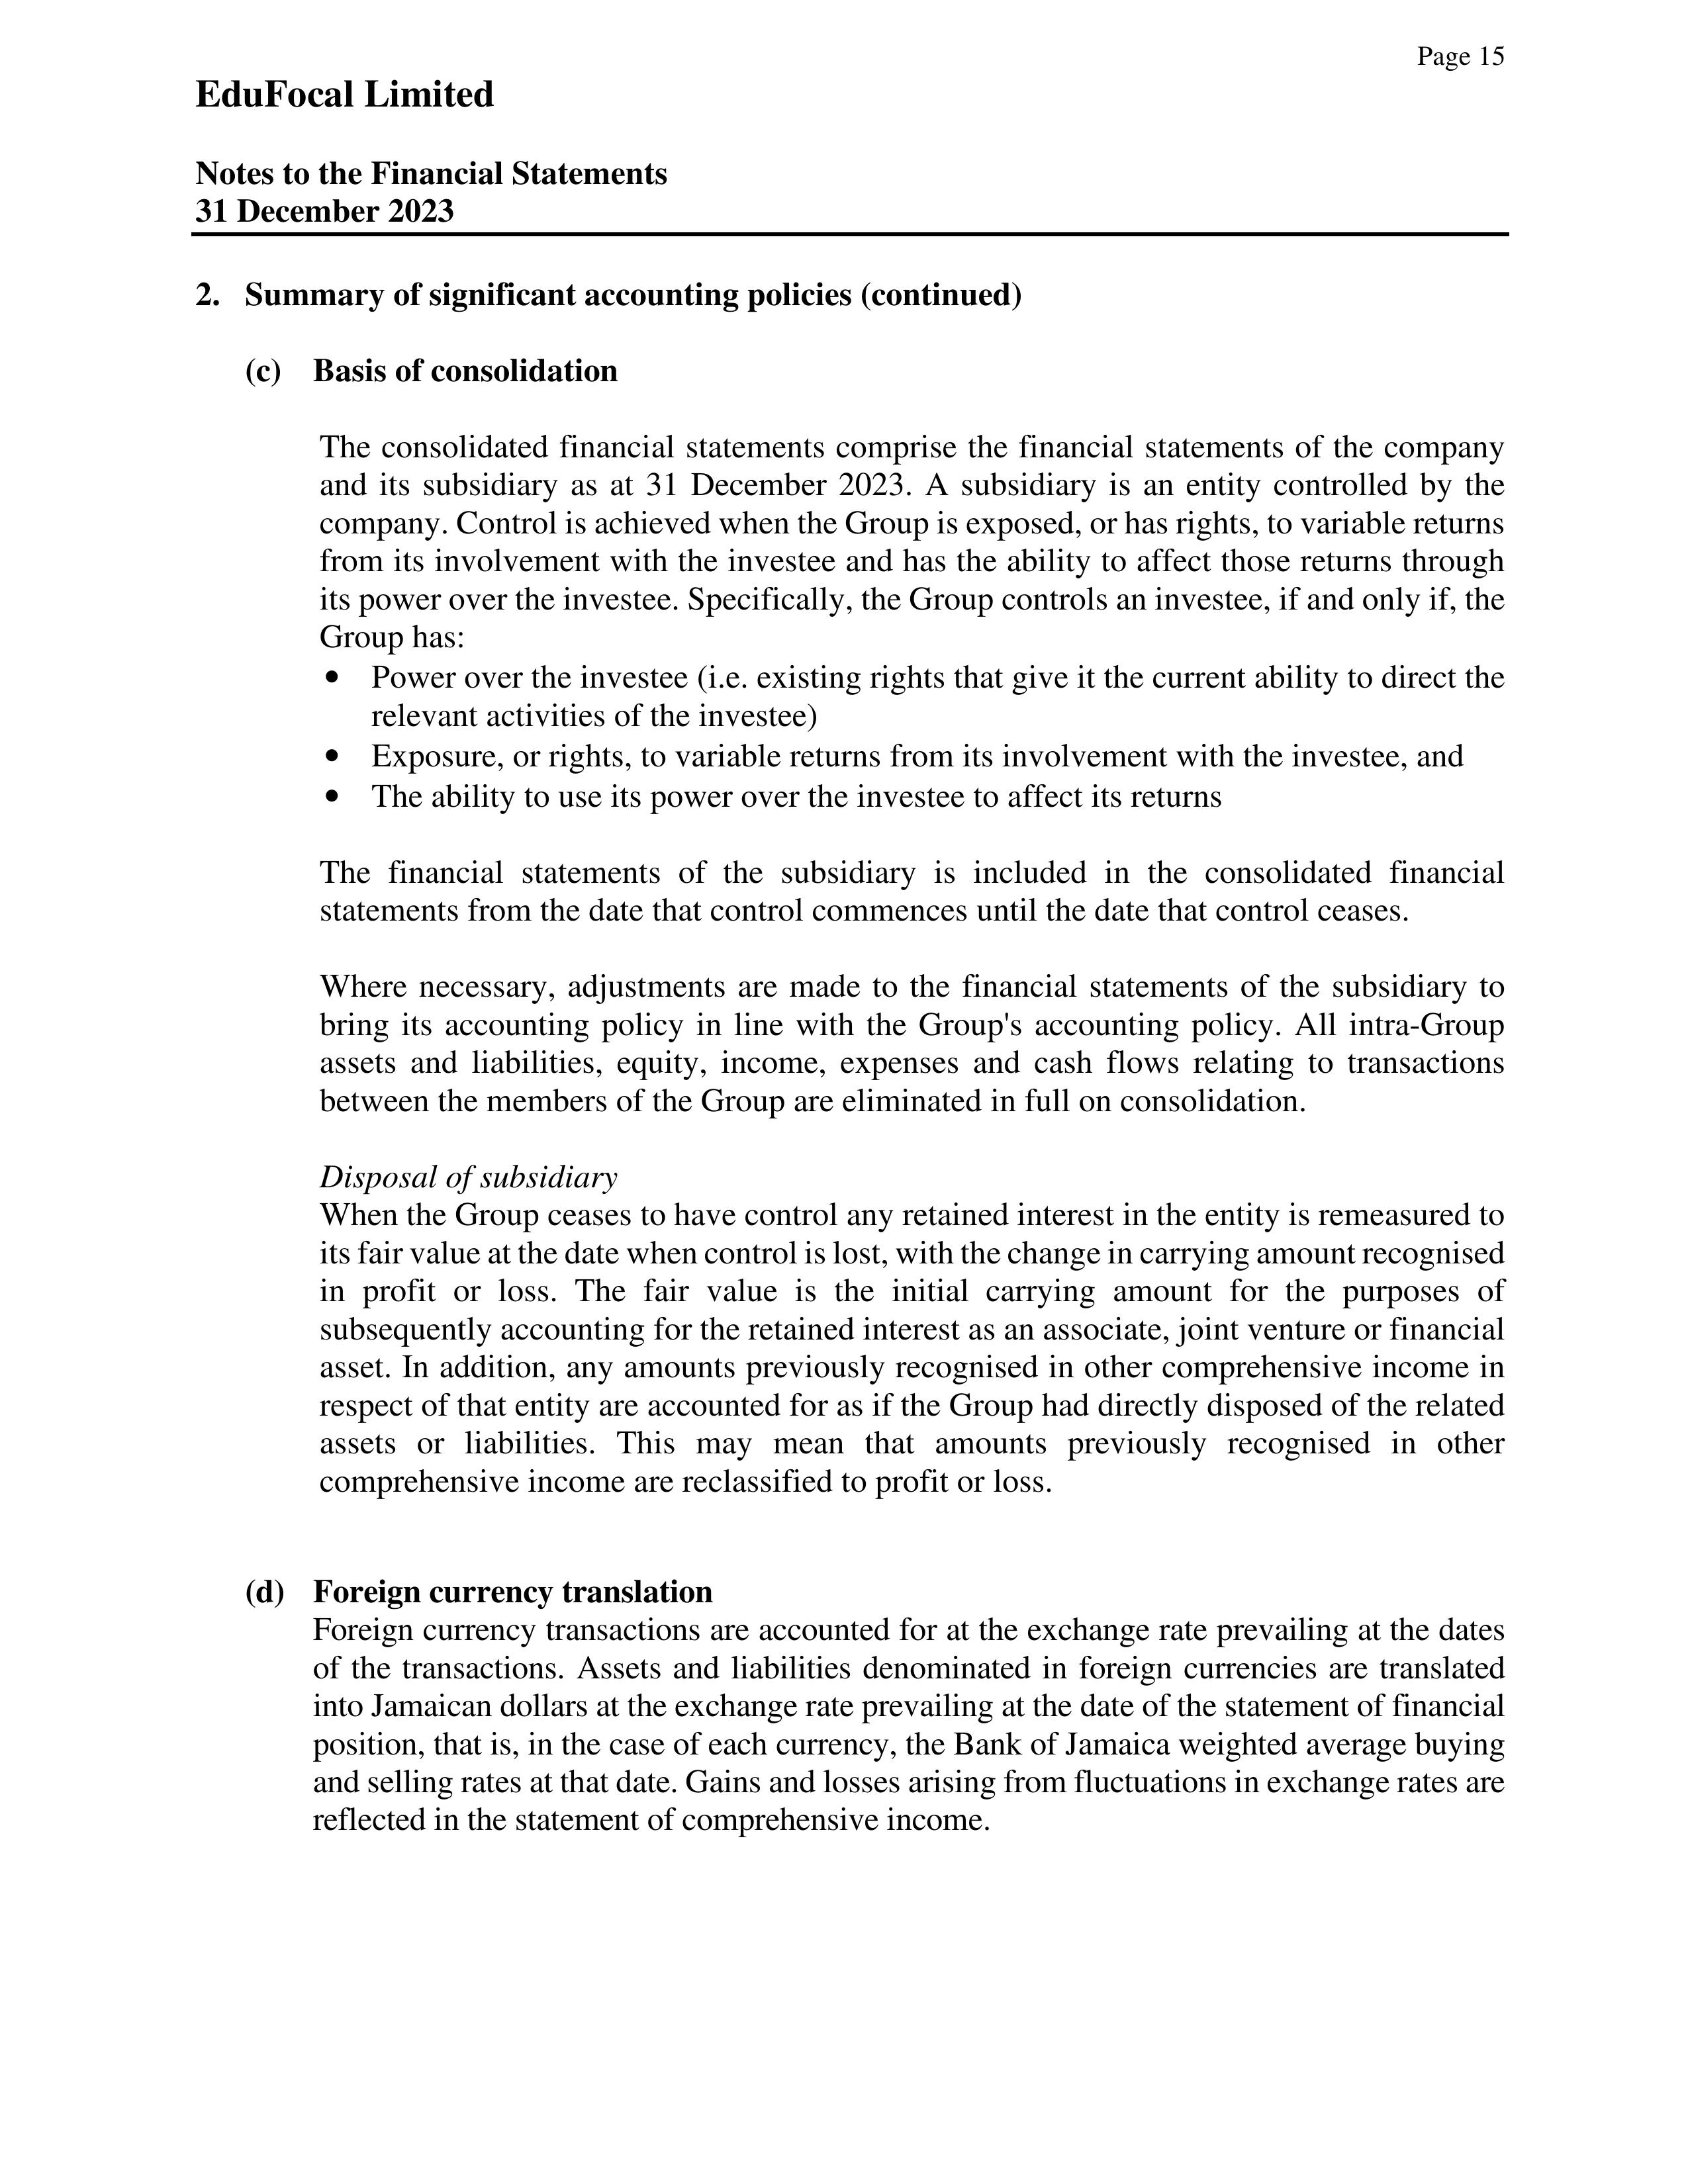 Page 15
EduFocal Limited
Notes to the Financial Statements
31 December 2023
2. Summary of significant accounting policies (continued)
(c) Basis of consolidation
The consolidated financial statements comprise the financial statements of the company
and its subsidiary as at 31 December 2023. A subsidiary is an entity controlled by the
company. Control is achieved when the Group is exposed, or has rights, to variable returns
from its involvement with the investee and has the ability to affect those returns through
its power over the investee. Specifically, the Group controls an investee, if and only if, the
Group has:
• Power over the investee (i.e. existing rights that give it the current ability to direct the
relevant activities of the investee)
• Exposure, or rights, to variable returns from its involvement with the investee, and
• The ability to use its power over the investee to affect its returns
The financial statements of the subsidiary is included in the consolidated financial
statements from the date that control commences until the date that control ceases.
Where necessary, adjustments are made to the financial statements of the subsidiary to
bring its accounting policy in line with the Group's accounting policy. All intra-Group
assets and liabilities, equity, income, expenses and cash flows relating to transactions
between the members of the Group are eliminated in full on consolidation.
Disposal of subsidiary
When the Group ceases to have control any retained interest in the entity is remeasured to
its fair value at the date when control is lost, with the change in carrying amount recognised
in profit or loss. The fair value is the initial carrying amount for the purposes of
subsequently accounting for the retained interest as an associate, joint venture or financial
asset. In addition, any amounts previously recognised in other comprehensive income in
respect of that entity are accounted for as if the Group had directly disposed of the related
assets or liabilities. This may mean that amounts previously recognised in other
comprehensive income are reclassified to profit or loss.
(d) Foreign currency translation
Foreign currency transactions are accounted for at the exchange rate prevailing at the dates
of the transactions. Assets and liabilities denominated in foreign currencies are translated
into Jamaican dollars at the exchange rate prevailing at the date of the statement of financial
position, that is, in the case of each currency, the Bank of Jamaica weighted average buying
and selling rates at that date. Gains and losses arising from fluctuations in exchange rates are
reflected in the statement of comprehensive income.